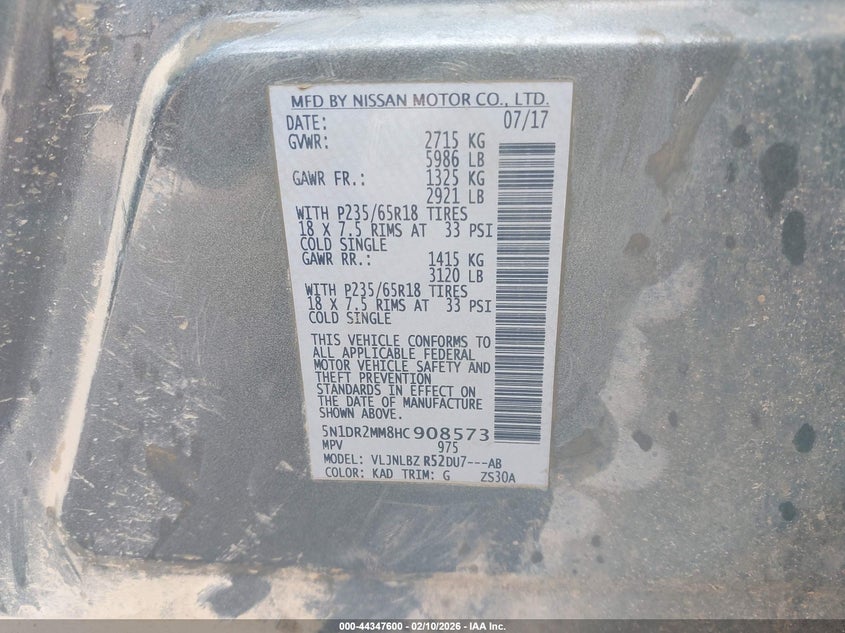 MFD BY NISSAN MOTOR CO., LTD.
DATE: 07/17
GVWR: 2715 KG
5986 LB
GAWR FR.: 1325 KG
2921 LB
WITH P235/65R18 TIRES
18 X 7.5 RIMS AT 33 PSI
COLD SINGLE
GAWR RR.: 1415 KG
3120 LB
WITH P235/65R18 TIRES
18 X 7.5 RIMS AT 33 PSI
COLD SINGLE
THIS VEHICLE CONFORMS TO
ALL APPLICABLE FEDERAL
MOTOR VEHICLE SAFETY AND
THEFT PREVENTION
STANDARDS IN EFFECT ON
THE DATE OF MANUFACTURE
SHOWN ABOVE.
5N1DR2MM8HC908573
MPV 975
MODEL: VLJNLBZ R52DU7---AB
COLOR: KAD TRIM: G ZS30A
000-44347600 - 02/10/2026 - IAA Inc.